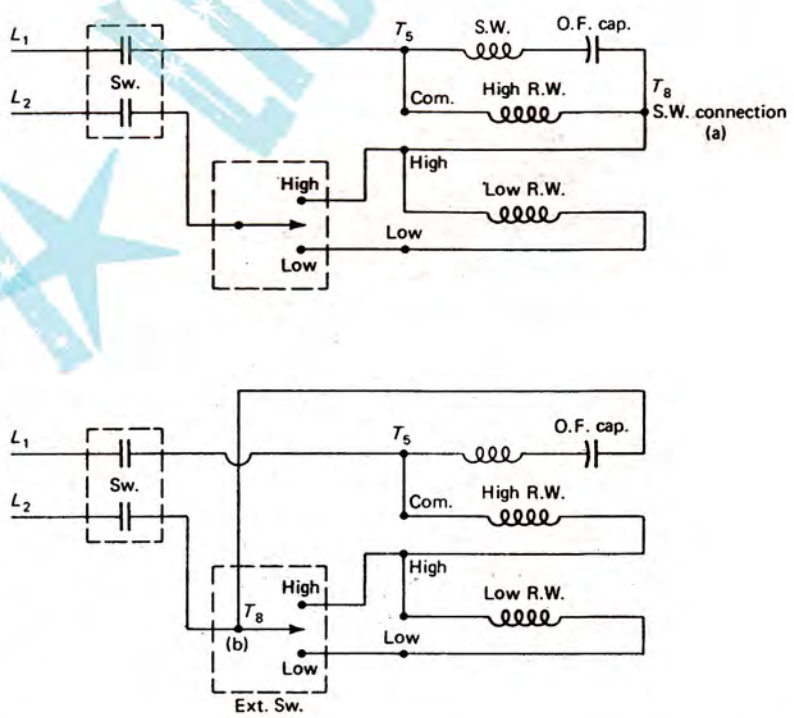 L1
Sw.
L2
T5
S.W.
O.F. cap.
Com.
High R.W.
T8
S.W. connection
(a)
High
High
Low R.W.
Low
Low
L1
Sw.
L2
T5
O.F. cap.
Com.
High R.W.
High
High
T8
(b)
Low R.W.
Low
Low
Ext. Sw.